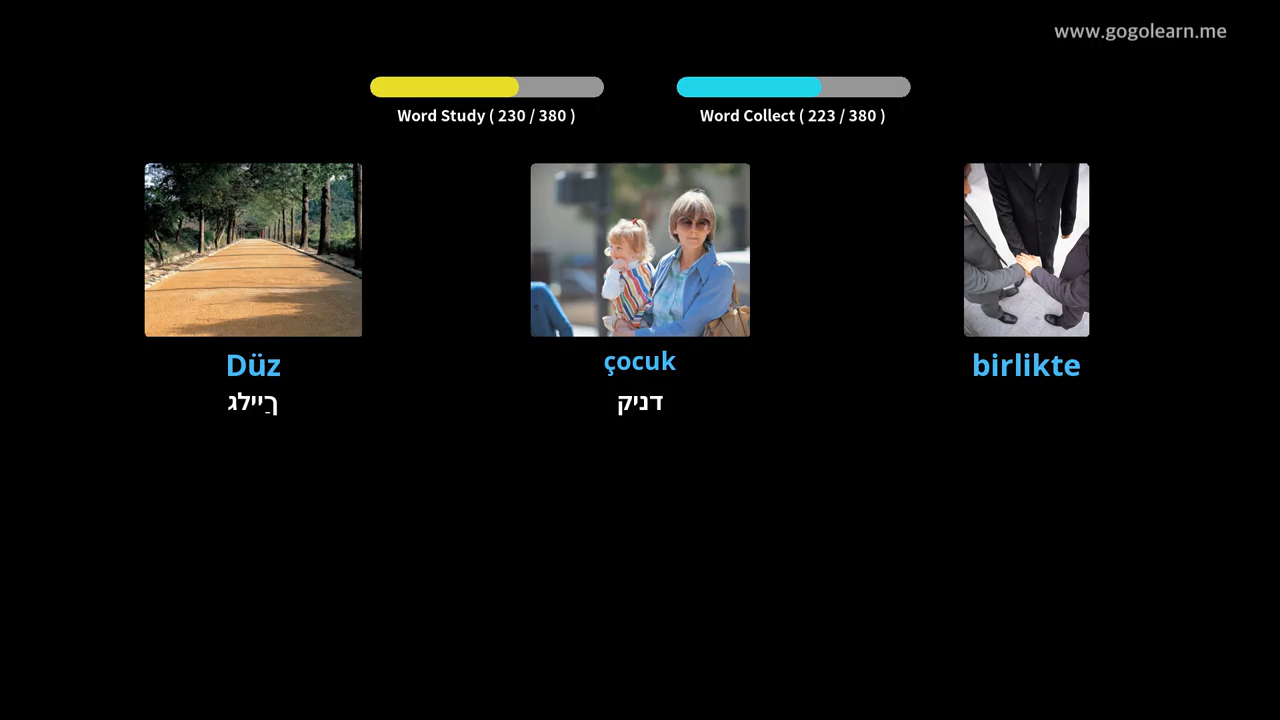 www.gogolearn.me
Word Study ( 230 / 380 )
Word Collect ( 223 / 380 )
Düz
ךַיילג
çocuk
דניק
birlikte